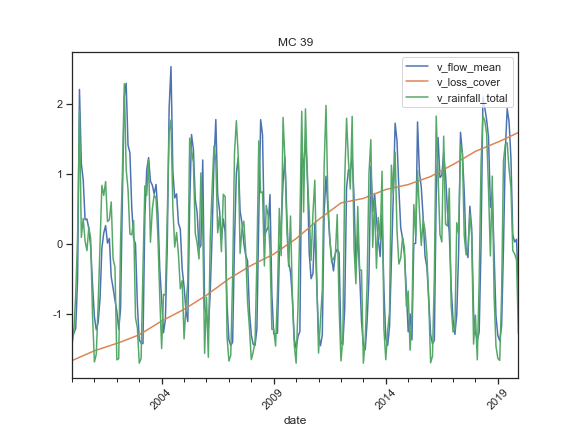 MC 39
v_flow_mean
v_loss_cover
v_rainfall_total
2
1
0
-1
2004
2009
2014
2019
date